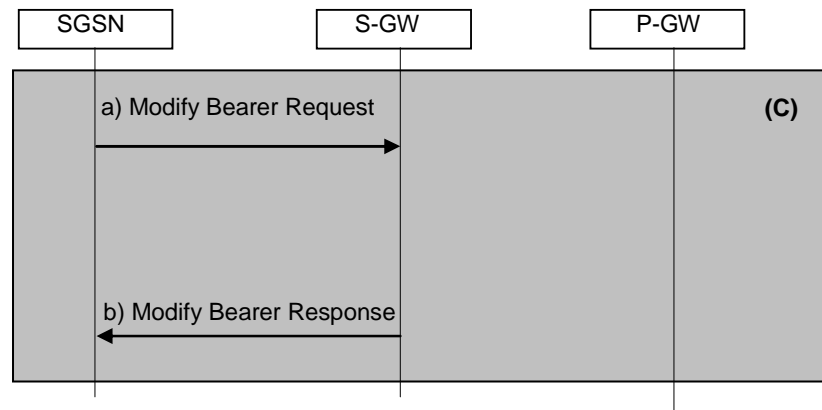 SGSN
S-GW
P-GW
a) Modify Bearer Request
(C)
b) Modify Bearer Response